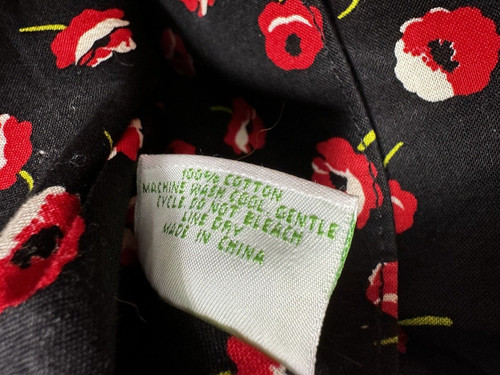 100% COTTON
MACHINE WASH COOL, GENTLE
CYCLE. DO NOT BLEACH
LINE DRY
MADE IN CHINA